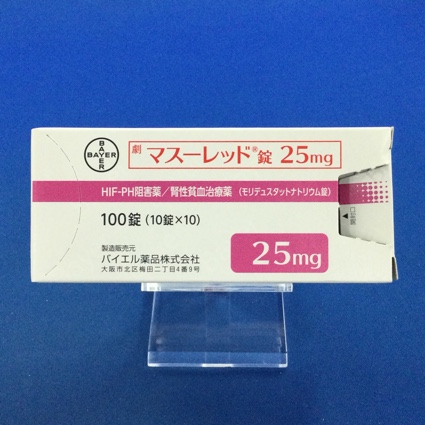 BAYER
BAYER
劇 マスーレッド®錠 25mg
HIF-PH阻害薬/腎性貧血治療薬 (モリデュスタットナトリウム錠)
100錠 (10錠×10)
製造販売元
バイエル薬品株式会社
大阪市北区梅田二丁目4番9号
25mg